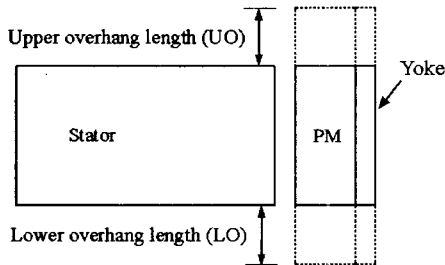 Upper overhang length (UO)
Yoke
Stator
PM
Lower overhang length (LO)